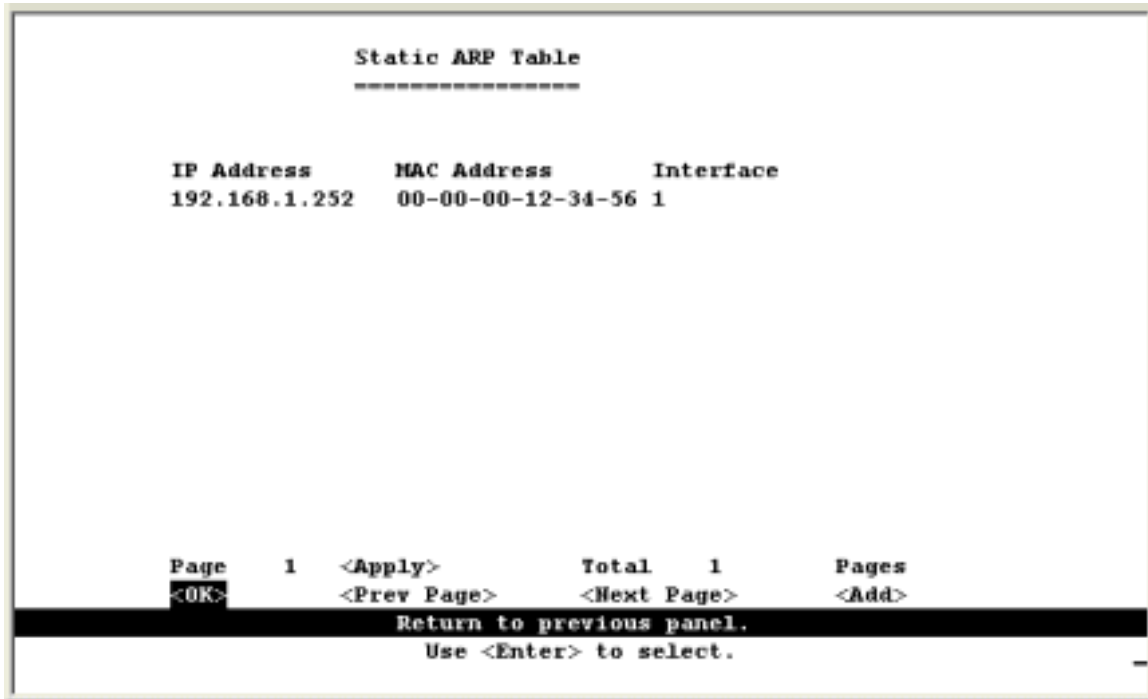 Static ARP Table
================
IP Address MAC Address Interface
192.168.1.252 00-00-00-12-34-56 1
Page 1 <Apply> Total 1 Pages
<OK> <Prev Page> <Next Page> <Add>
Return to previous panel.
Use <Enter> to select.